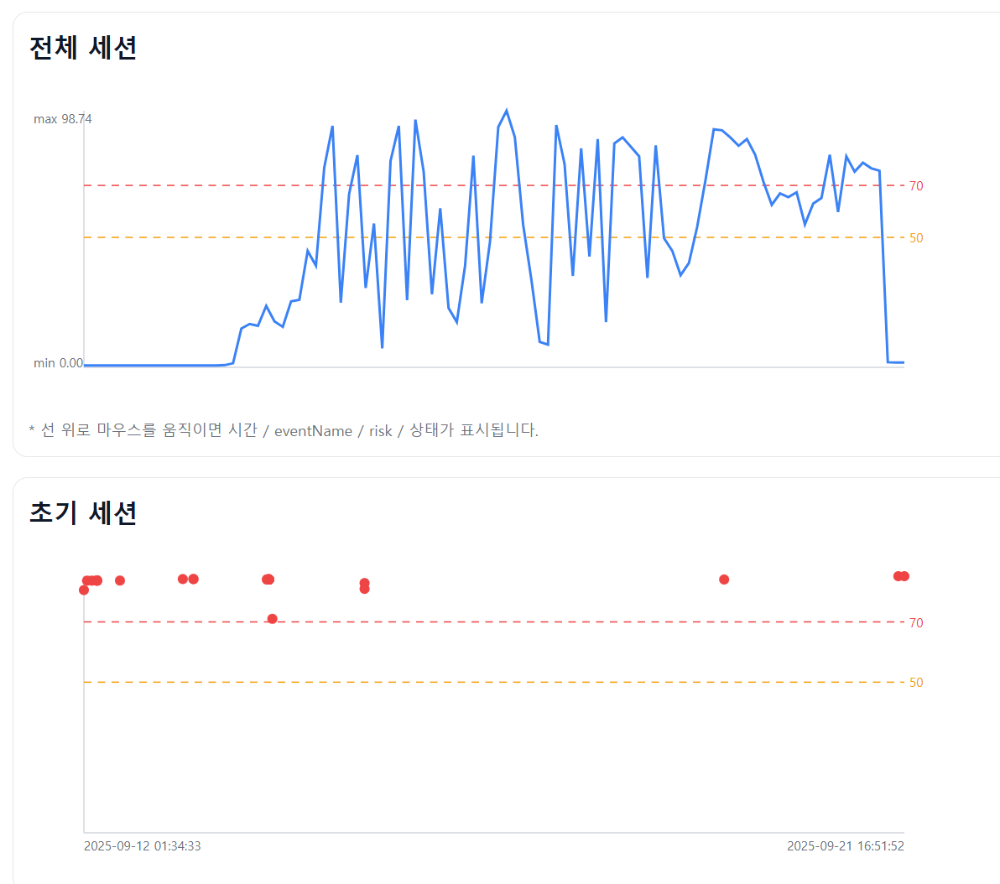 전체 세션
max 98.74
70
50
min 0.00
* 선 위로 마우스를 움직이면 시간 / eventName / risk / 상태가 표시됩니다.
초기 세션
70
50
2025-09-12 01:34:33
2025-09-21 16:51:52